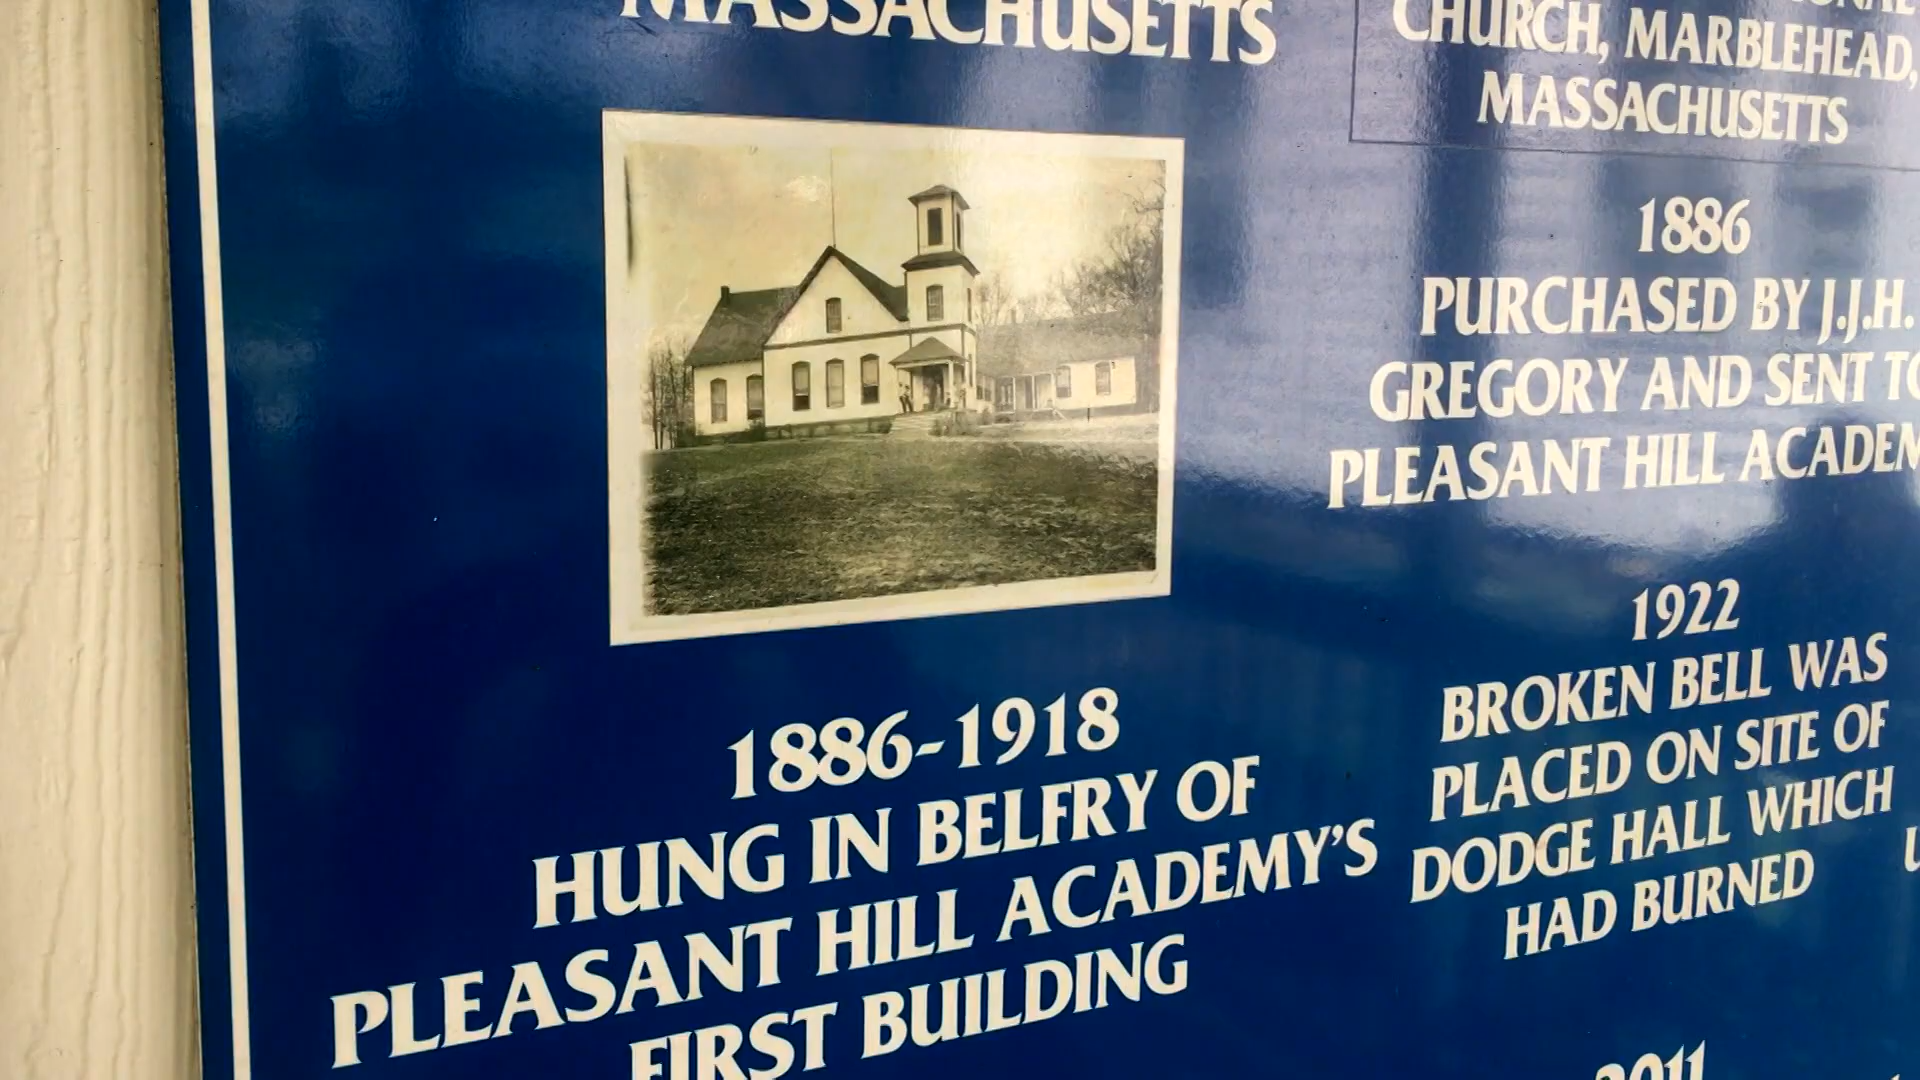 MASSACHUSETTS
1886-1918
HUNG IN BELFRY OF
PLEASANT HILL ACADEMY'S
FIRST BUILDING
CHURCH, MARBLEHEAD,
MASSACHUSETTS
1886
PURCHASED BY J.J.H.
GREGORY AND SENT TO
PLEASANT HILL
1922
BROKEN BELL WAS
PLACED ON SITE OF
DODGE HALL WHICH
HAD BURNED
2011